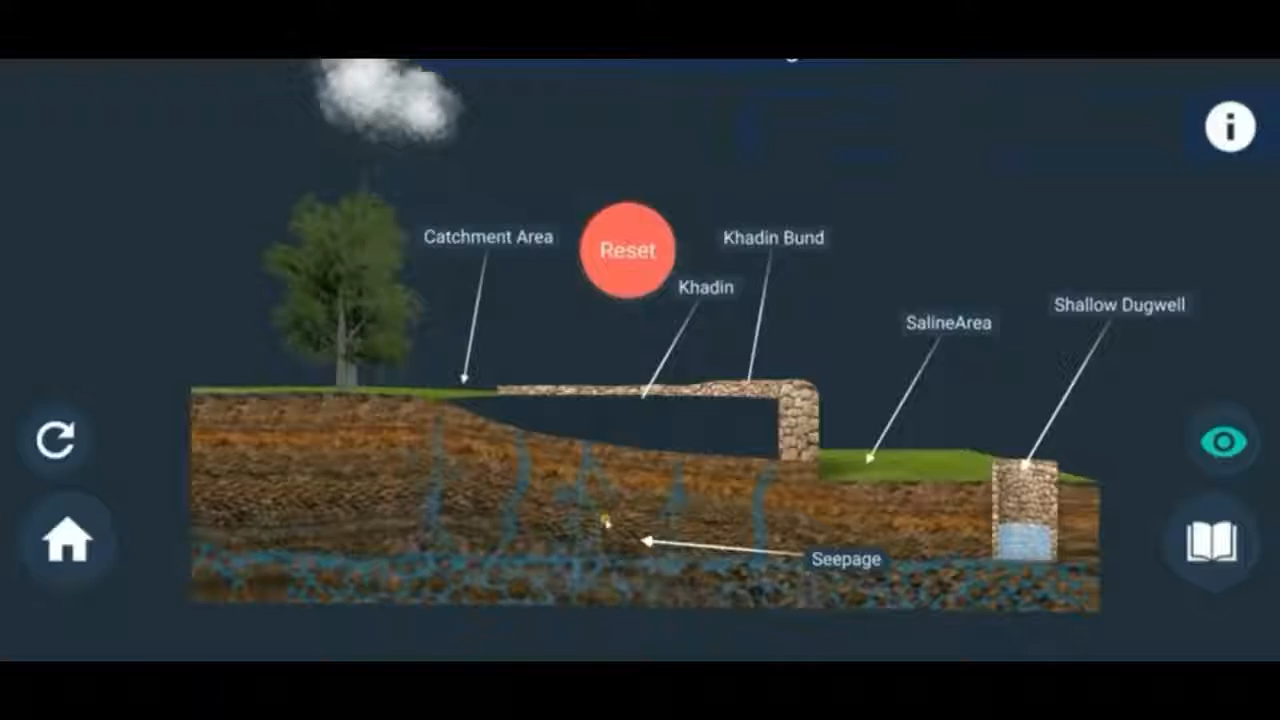 Catchment Area
Reset
Khadin Bund
Khadin
SalineArea
Shallow Dugwell
Seepage